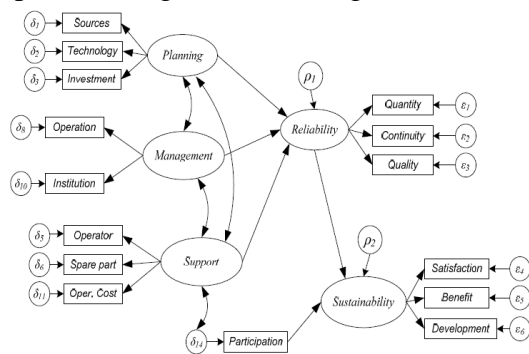 δ1 Sources
δ2 Technology
δ3 Investment
Planning
ρ1
Quantity ε1
Continuity ε2
Quality ε3
Reliability
δ8 Operation
Management
δ10 Institution
δ5 Operator
δ6 Spare part
δ11 Oper, Cost
Support
ρ2
Satisfaction ε4
Benefit ε5
Development ε6
Sustainability
δ14 Participation